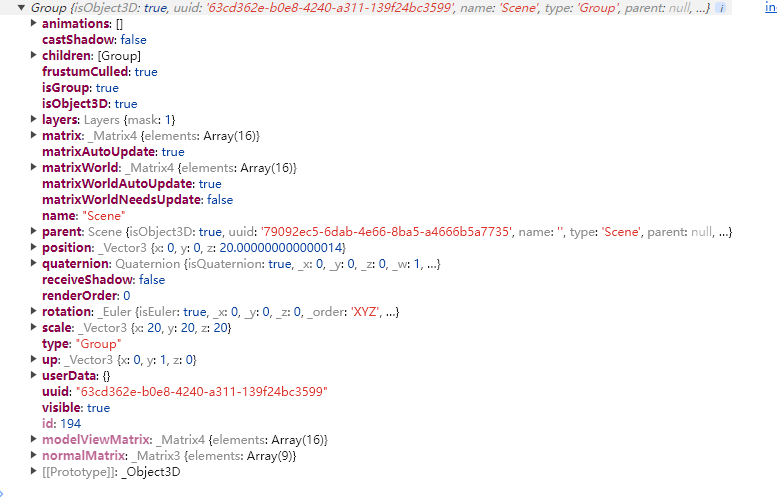 Group {isObject3D: true, uuid: '63cd362e-b0e8-4240-a311-139f24bc3599', name: 'Scene', type: 'Group', parent: null, …} i in
animations: []
castShadow: false
children: [Group]
frustumCulled: true
isGroup: true
isObject3D: true
layers: Layers {mask: 1}
matrix: _Matrix4 {elements: Array(16)}
matrixAutoUpdate: true
matrixWorld: _Matrix4 {elements: Array(16)}
matrixWorldAutoUpdate: true
matrixWorldNeedsUpdate: false
name: "Scene"
parent: Scene {isObject3D: true, uuid: '79092ec5-6dab-4e66-8ba5-a4666b5a7735', name: '', type: 'Scene', parent: null, …}
position: _Vector3 {x: 0, y: 0, z: 20.000000000000014}
quaternion: Quaternion {isQuaternion: true, _x: 0, _y: 0, _z: 0, _w: 1, …}
receiveShadow: false
renderOrder: 0
rotation: _Euler {isEuler: true, _x: 0, _y: 0, _z: 0, _order: 'XYZ', …}
scale: _Vector3 {x: 20, y: 20, z: 20}
type: "Group"
up: _Vector3 {x: 0, y: 1, z: 0}
userData: {}
uuid: "63cd362e-b0e8-4240-a311-139f24bc3599"
visible: true
id: 194
modelViewMatrix: _Matrix4 {elements: Array(16)}
normalMatrix: _Matrix3 {elements: Array(9)}
[[Prototype]]: _Object3D